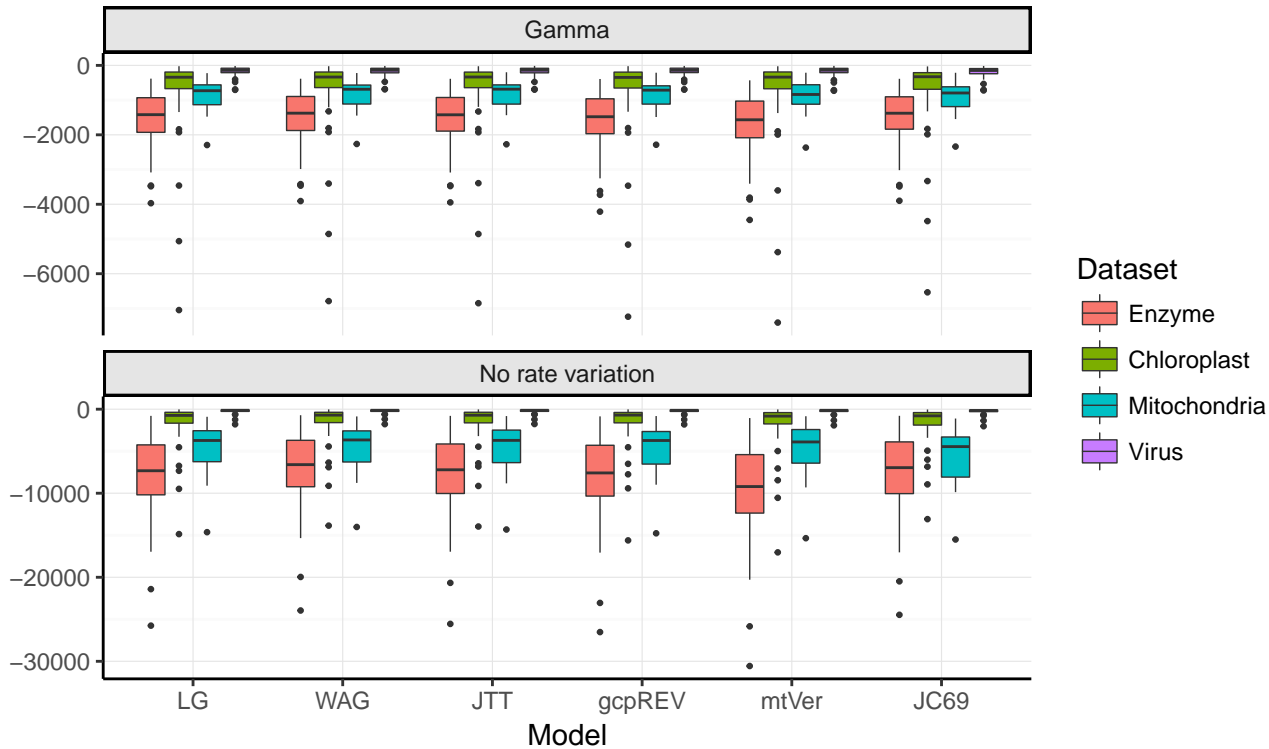 Gamma
0
−2000
−4000
−6000
No rate variation
0
−10000
−20000
−30000
LG WAG JTT gcpREV mtVer JC69
Model
Dataset
Enzyme
Chloroplast
Mitochondria
Virus